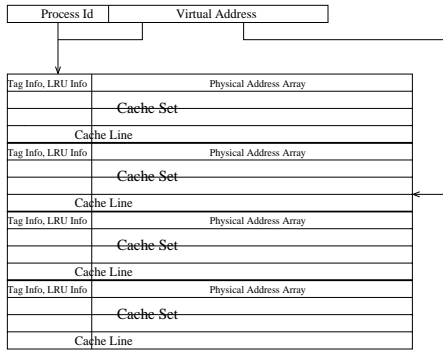 Process Id Virtual Address
Tag Info, LRU Info Physical Address Array
Cache Set
Cache Line
Tag Info, LRU Info Physical Address Array
Cache Set
Cache Line
Tag Info, LRU Info Physical Address Array
Cache Set
Cache Line
Tag Info, LRU Info Physical Address Array
Cache Set
Cache Line